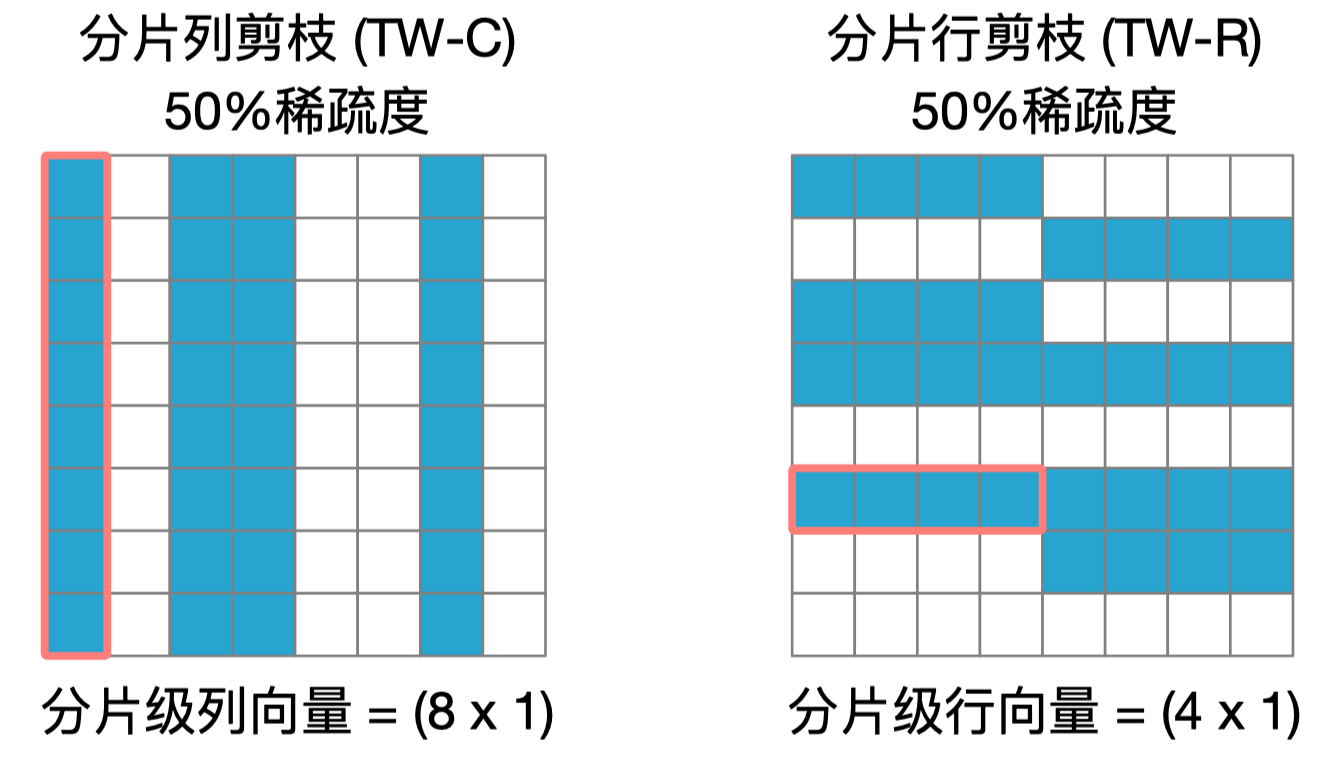 分片列剪枝 (TW-C)
50%稀疏度
分片级列向量 = (8 x 1)
分片行剪枝 (TW-R)
50%稀疏度
分片级行向量 = (4 x 1)